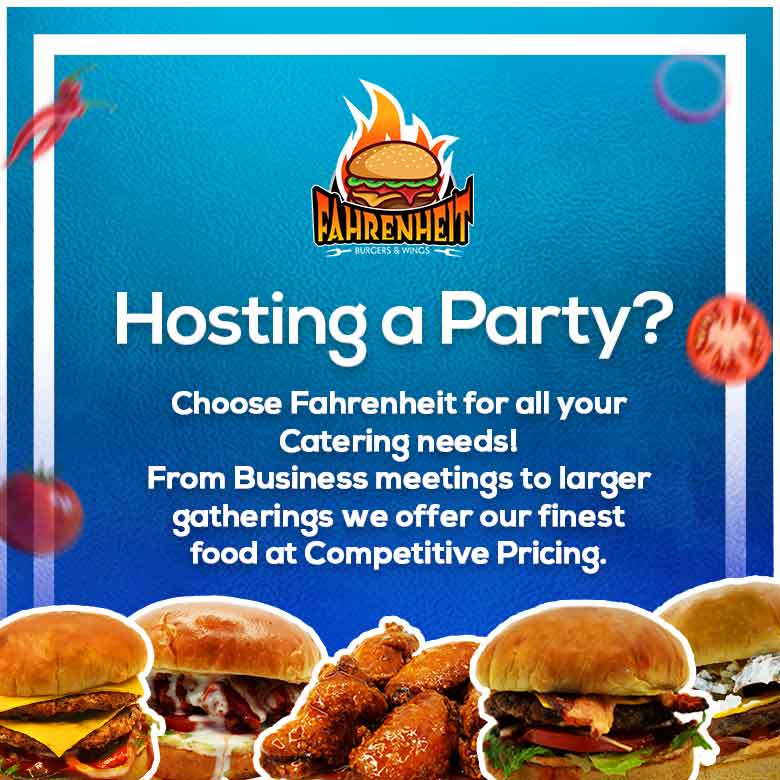 FAHRENHEIT
BURGERS & WINGS
Hosting a Party?
Choose Fahrenheit for all your
Catering needs!
From Business meetings to larger
gatherings we offer our finest
food at Competitive Pricing.